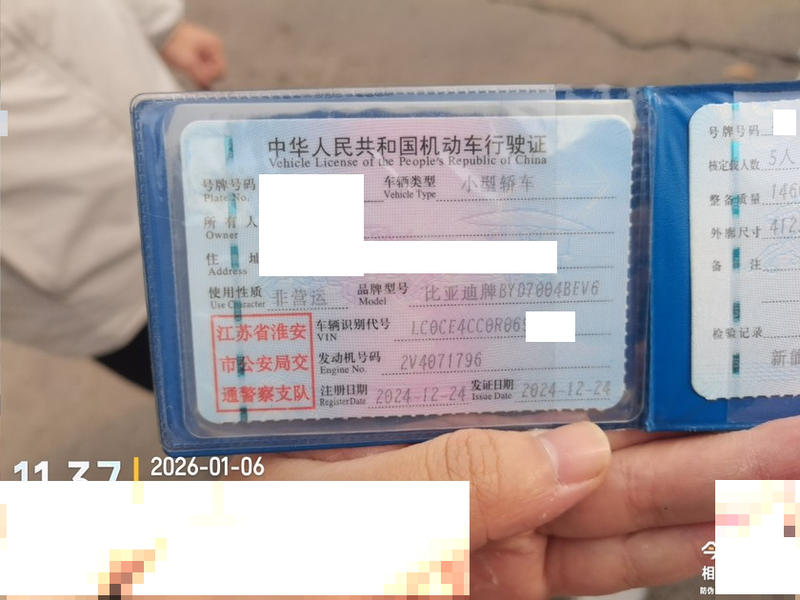 中华人民共和国机动车行驶证
Vehicle License of the People's Republic of China
号牌号码
Plate No.
车辆类型 小型轿车
Vehicle Type
所有人
Owner
住址
Address
使用性质 非营运
Use Character
品牌型号 比亚迪牌BYD7004BEV6
Model
江苏省淮安
市公安局交
通警察支队
车辆识别代号 LC0CE4CC0R06
VIN
发动机号码 2V4071796
Engine No.
注册日期 2024-12-24
Register Date
发证日期 2024-12-24
Issue Date
号牌号码
核定载人数 5人
整备质量 146
外廓尺寸 412
备注
检验记录
新能
11:37
2026-01-06
今
相
防伪